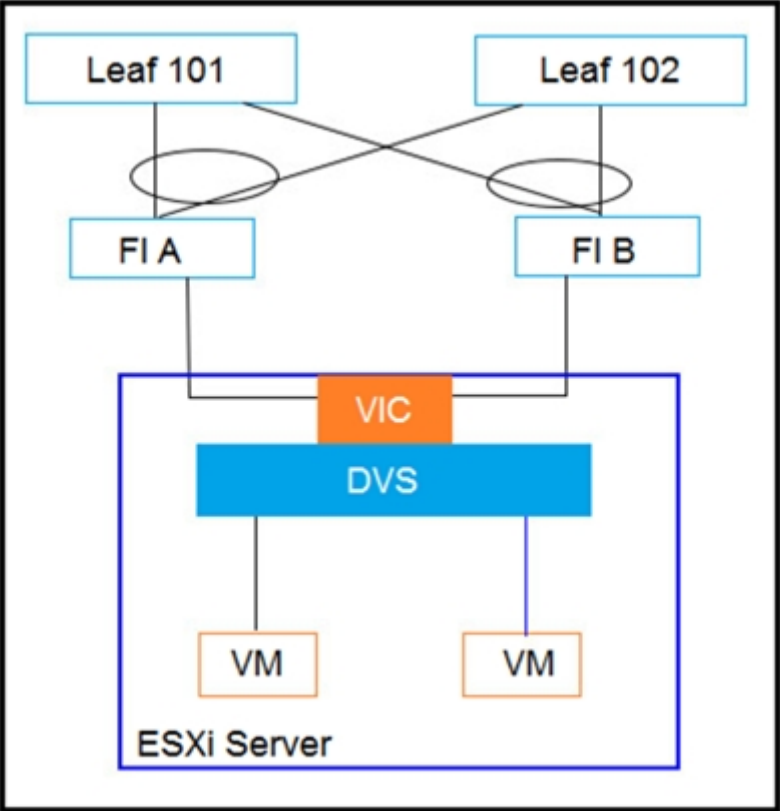 Leaf 101
Leaf 102
FI A
FI B
VIC
DVS
VM
VM
ESXi Server